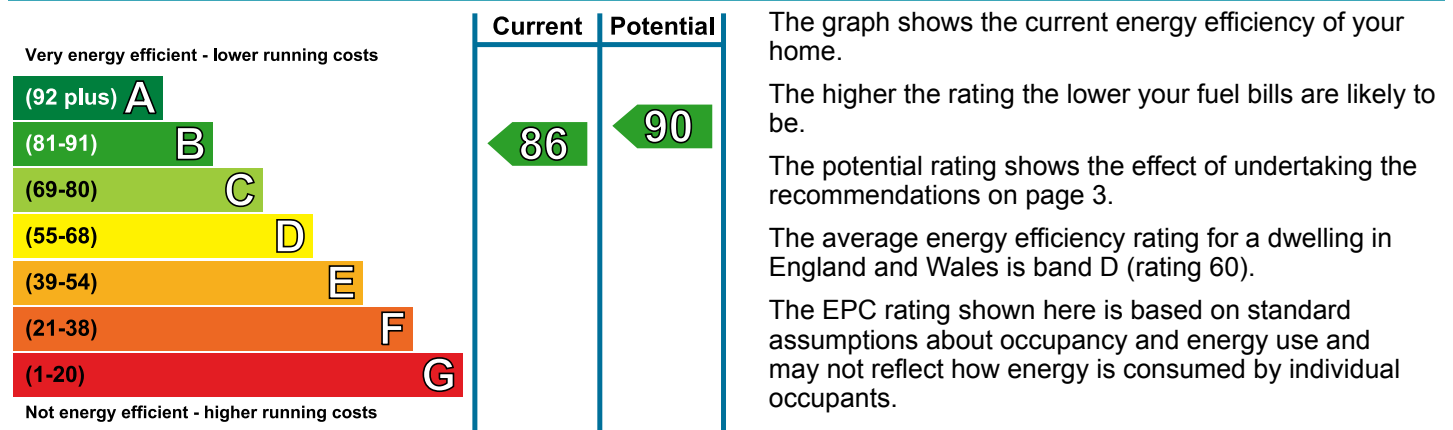 Current Potential
Very energy efficient - lower running costs
(92 plus) A
(81-91) B
(69-80) C
(55-68) D
(39-54) E
(21-38) F
(1-20) G
Not energy efficient - higher running costs
86
90
The graph shows the current energy efficiency of your
home.
The higher the rating the lower your fuel bills are likely to
be.
The potential rating shows the effect of undertaking the
recommendations on page 3.
The average energy efficiency rating for a dwelling in
England and Wales is band D (rating 60).
The EPC rating shown here is based on standard
assumptions about occupancy and energy use and
may not reflect how energy is consumed by individual
occupants.